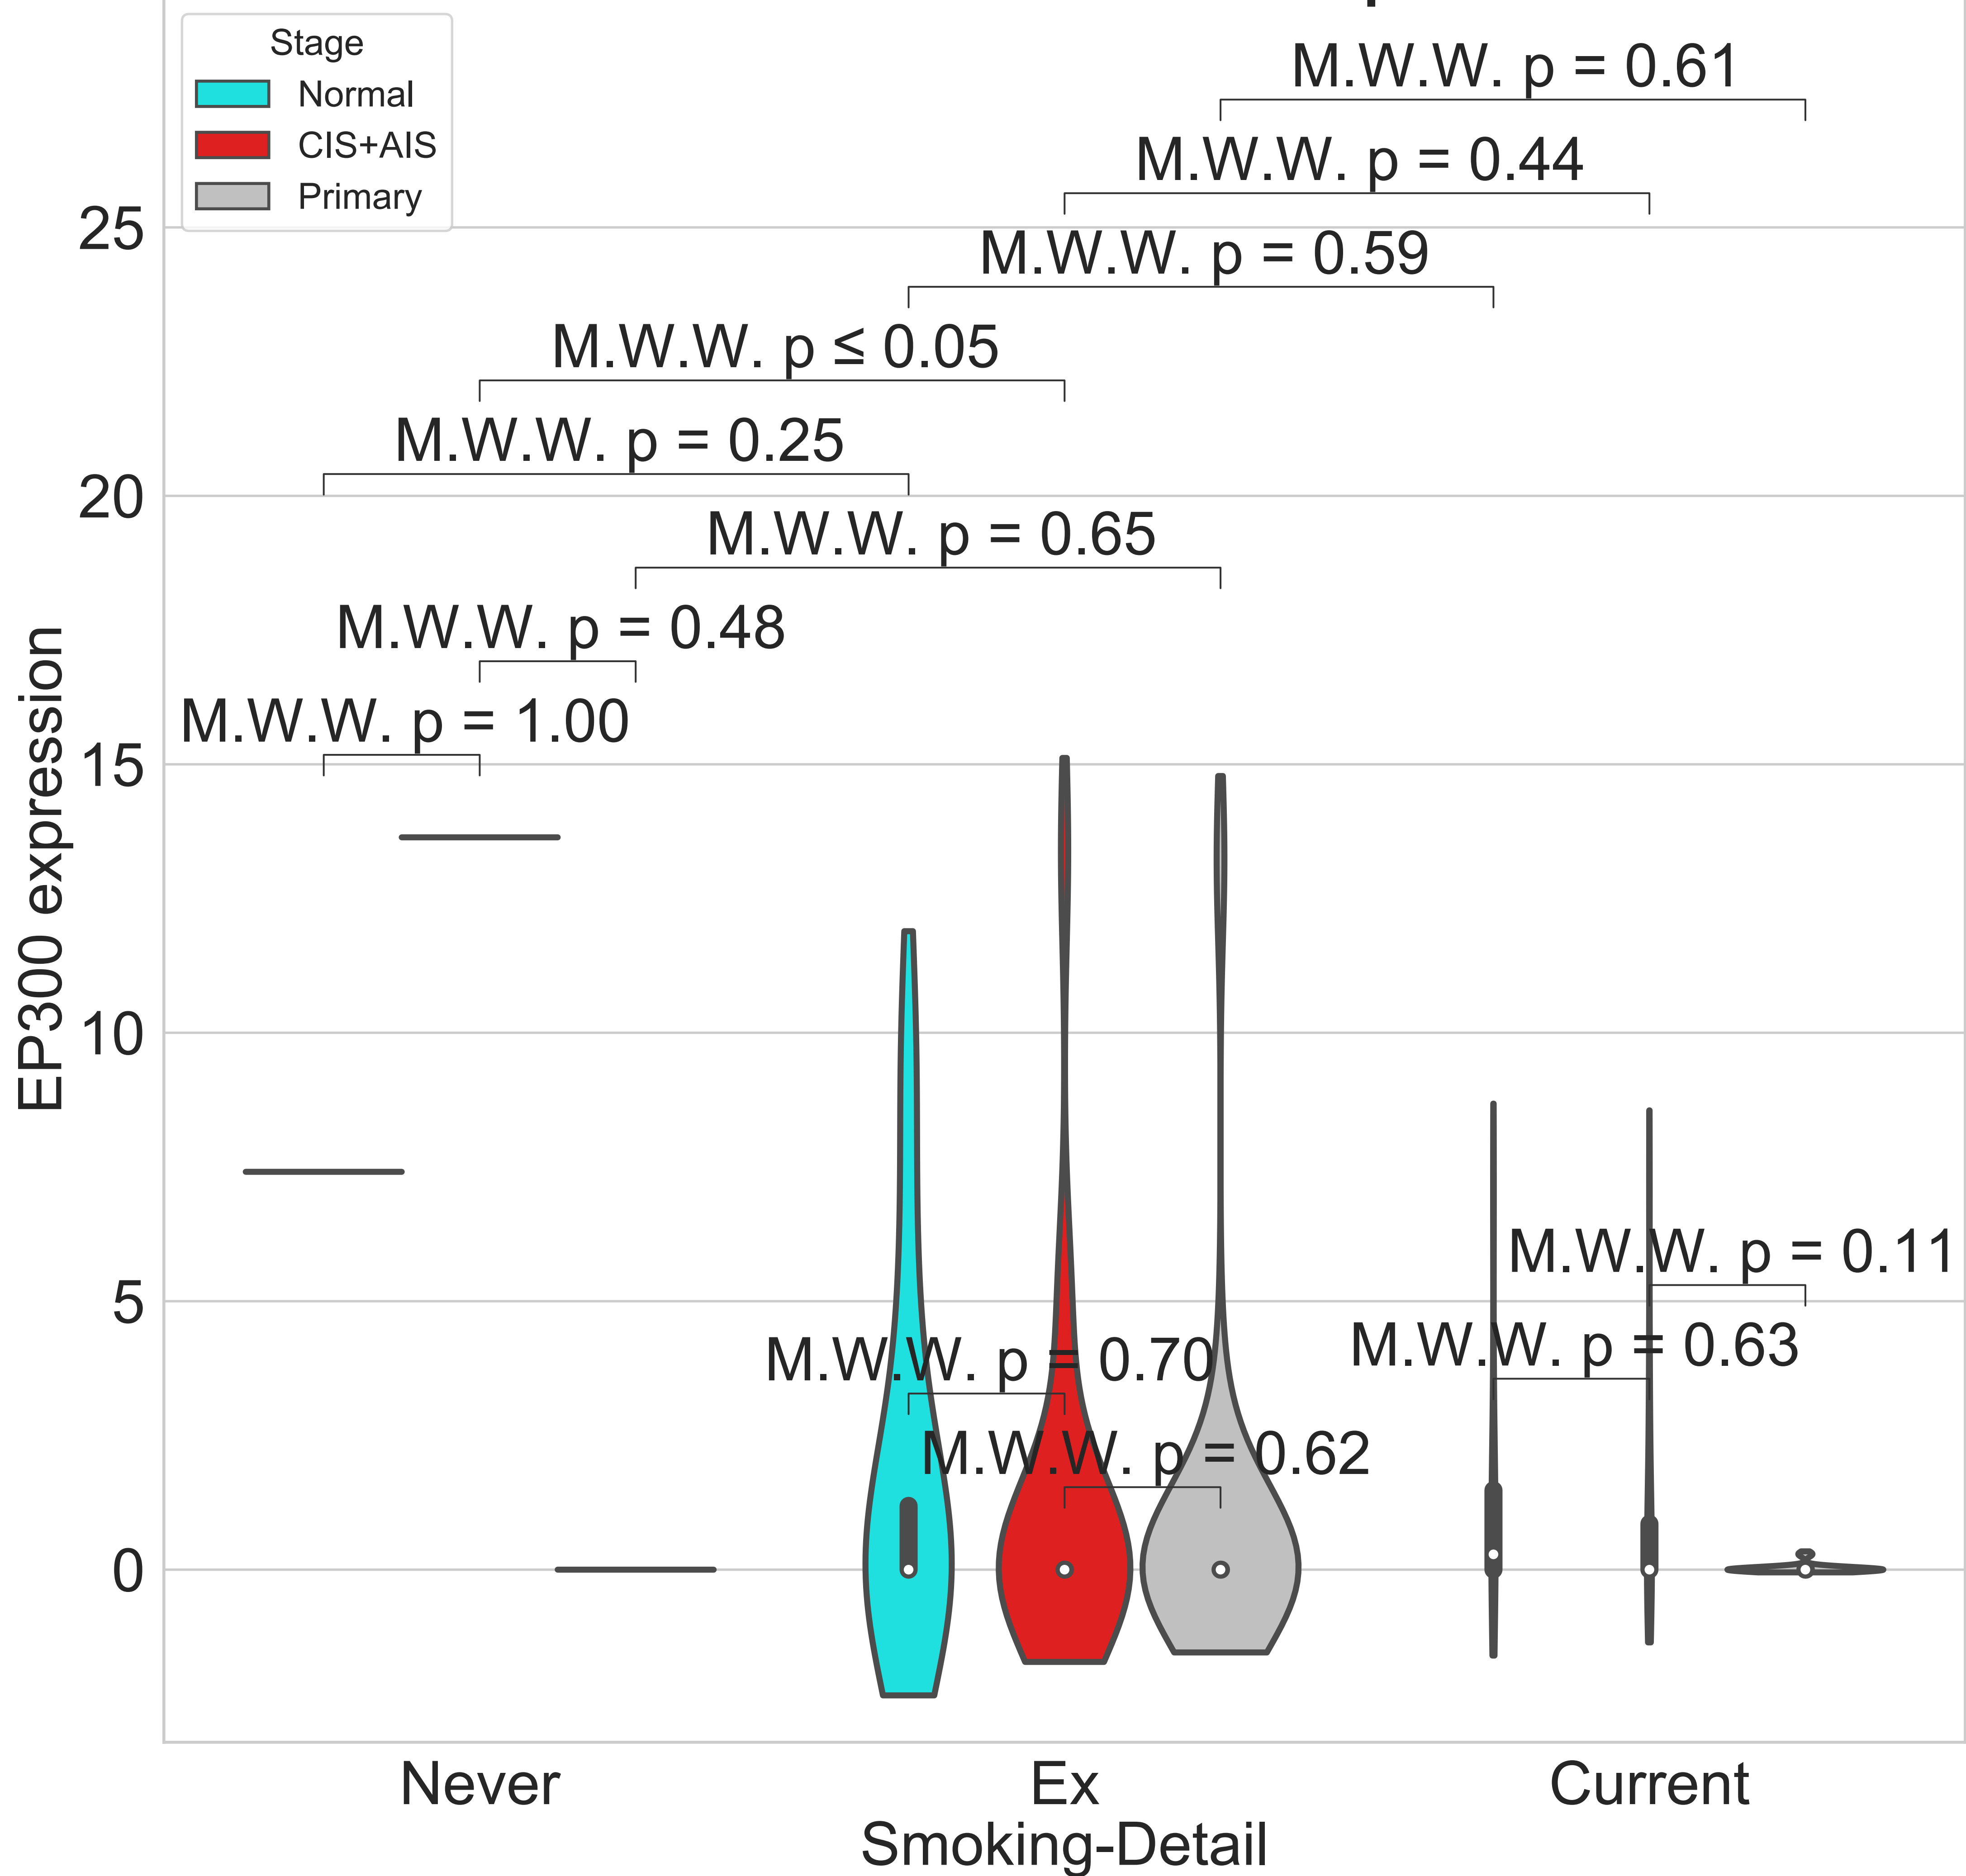 Stage
Normal
CIS+AIS
Primary
M.W.W. p = 0.61
M.W.W. p = 0.44
M.W.W. p = 0.59
M.W.W. p ≤ 0.05
M.W.W. p = 0.25
M.W.W. p = 0.65
M.W.W. p = 0.48
M.W.W. p = 1.00
M.W.W. p = 0.11
M.W.W. p = 0.63
M.W.W. p = 0.70
M.W.W. p = 0.62
25
20
15
10
5
0
EP300 expression
Never
Ex
Current
Smoking-Detail